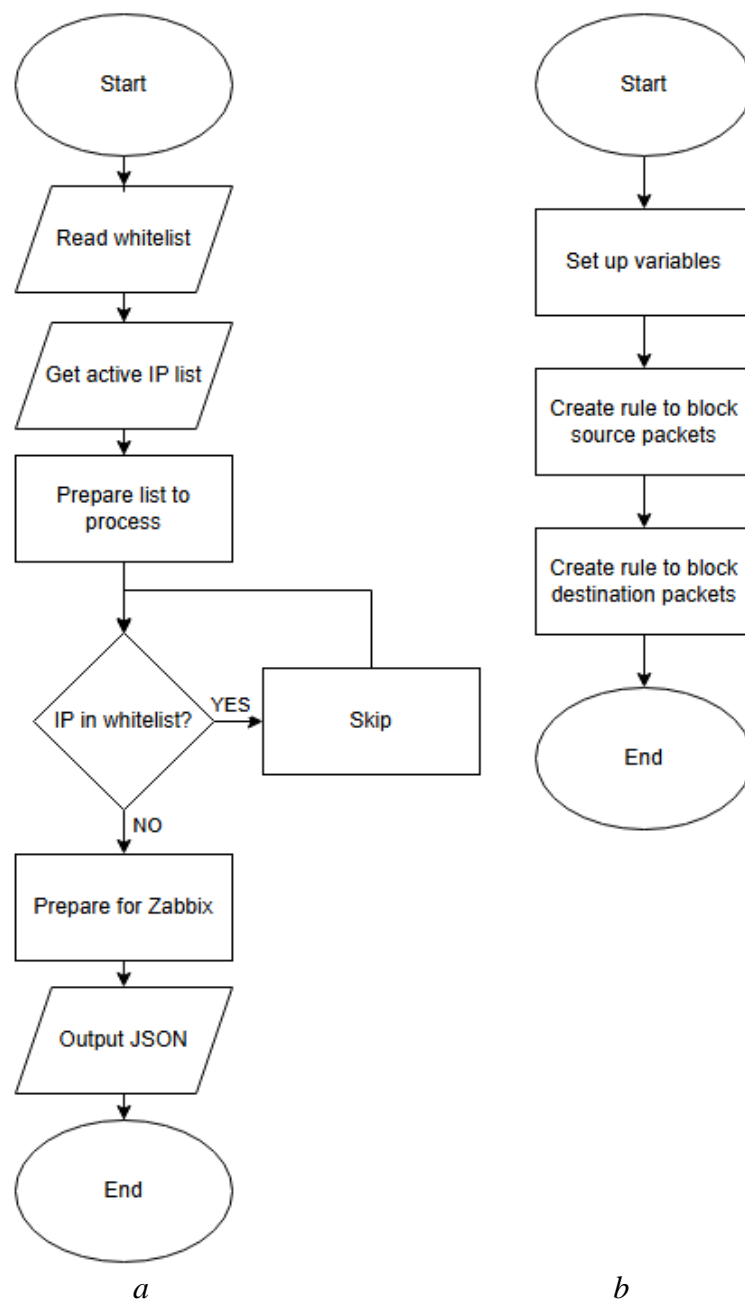 Start
Read whitelist
Get active IP list
Prepare list to
process
IP in whitelist?
YES
Skip
NO
Prepare for Zabbix
Output JSON
End
a
Start
Set up variables
Create rule to block
source packets
Create rule to block
destination packets
End
b